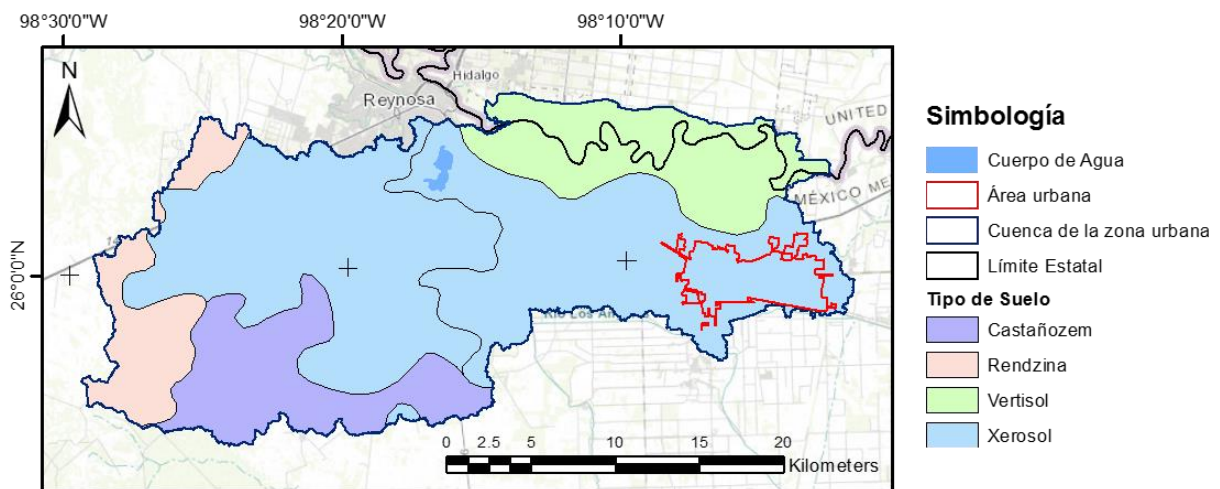 98°30'0"W 98°20'0"W 98°10'0"W
N
Hidalgo
Reynosa
UNITED
MÉXICO ME
26°0'0"N
Río Los A
0 2.5 5 10 15 20
Kilometers
Simbología
Cuerpo de Agua
Área urbana
Cuenca de la zona urbana
Límite Estatal
Tipo de Suelo
Castañozem
Rendzina
Vertisol
Xerosol